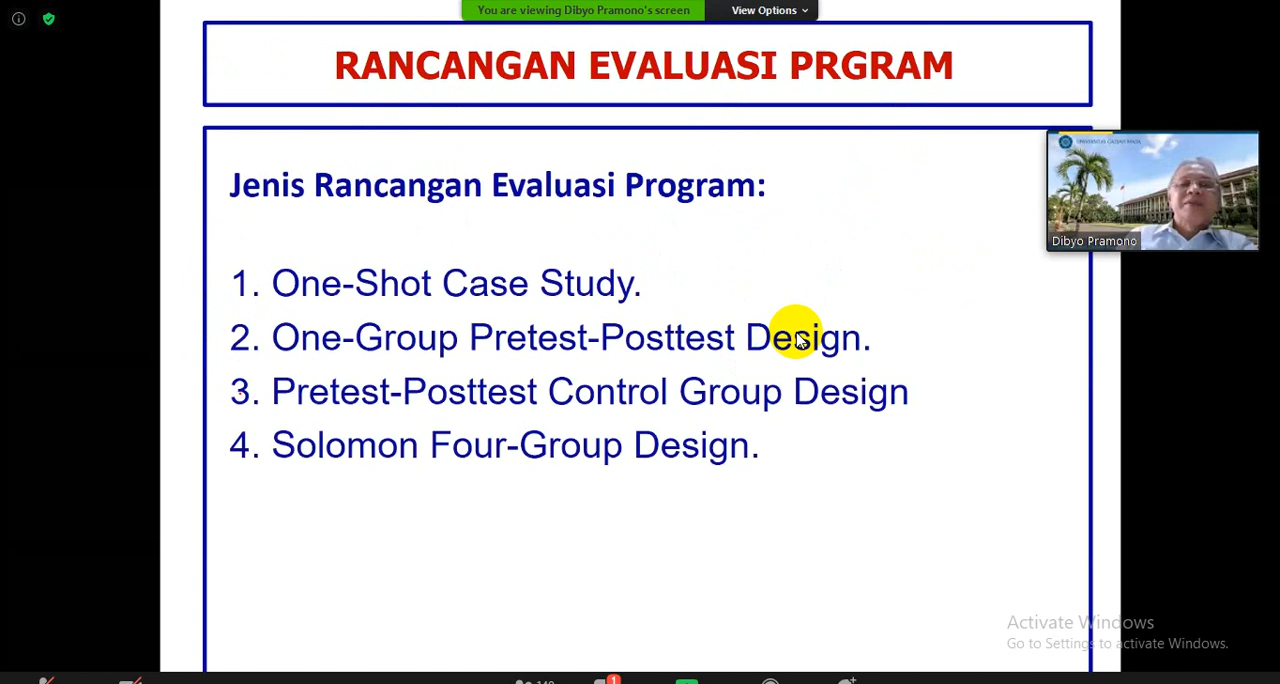 You are viewing Dibyo Pramono's screen
View Options
RANCANGAN EVALUASI PRGRAM
Jenis Rancangan Evaluasi Program:
1. One-Shot Case Study.
2. One-Group Pretest-Posttest Design.
3. Pretest-Posttest Control Group Design
4. Solomon Four-Group Design.
Dibyo Pramono
Activate Windows
Go to Settings to activate Windows.
1